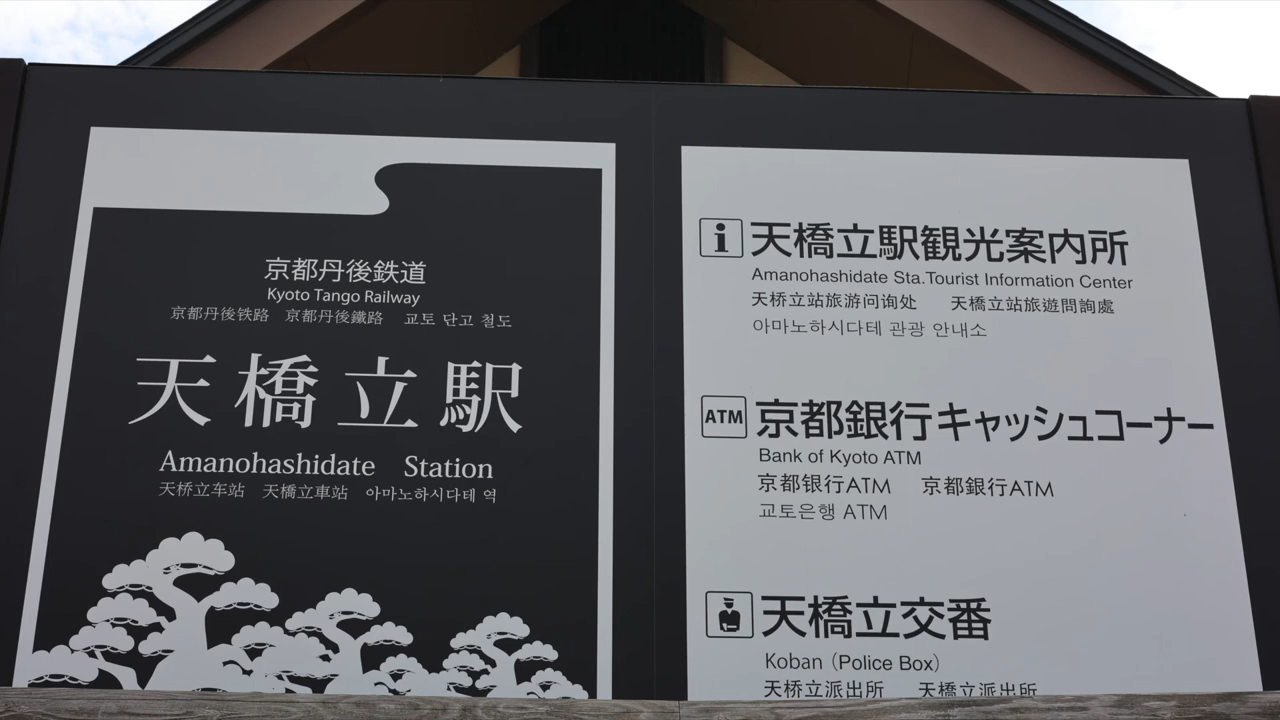 京都丹後鉄道
Kyoto Tango Railway
京都丹后铁路 京都丹後鐵路 교토 단고 철도
天橋立駅
Amanohashidate Station
天桥立车站 天橋立車站 아마노하시다테 역
i 天橋立駅観光案内所
Amanohashidate Sta.Tourist Information Center
天桥立站旅游问询处 天橋立站旅遊問詢處
아마노하시다테 관광 안내소
ATM 京都銀行キャッシュコーナー
Bank of Kyoto ATM
京都银行ATM 京都銀行ATM
교토은행 ATM
天橋立交番
Koban (Police Box)
天桥立派出所 天橋立派出所